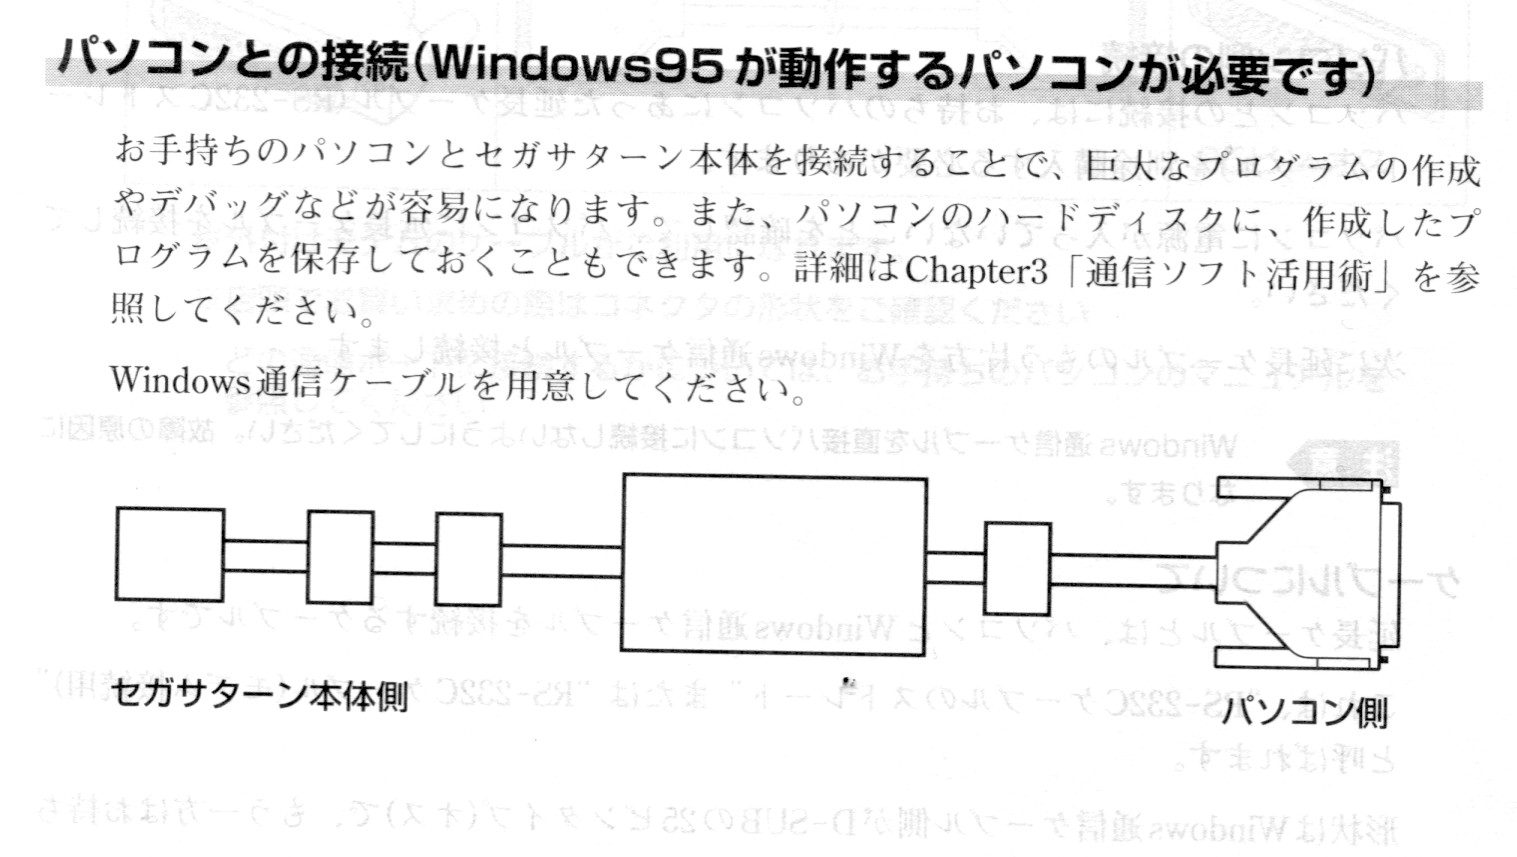 パソコンとの接続(Windows95が動作するパソコンが必要です)
お手持ちのパソコンとセガサターン本体を接続することで、巨大なプログラムの作成
やデバッグなどが容易になります。また、パソコンのハードディスクに、作成したプ
ログラムを保存しておくこともできます。詳細はChapter3「通信ソフト活用術」を参
照してください。
Windows通信ケーブルを用意してください。
セガサターン本体側
パソコン側